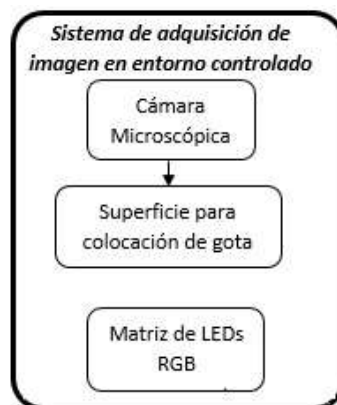 Sistema de adquisición de
imagen en entorno controlado
Cámara
Microscópica
Superficie para
colocación de gota
Matriz de LEDs
RGB